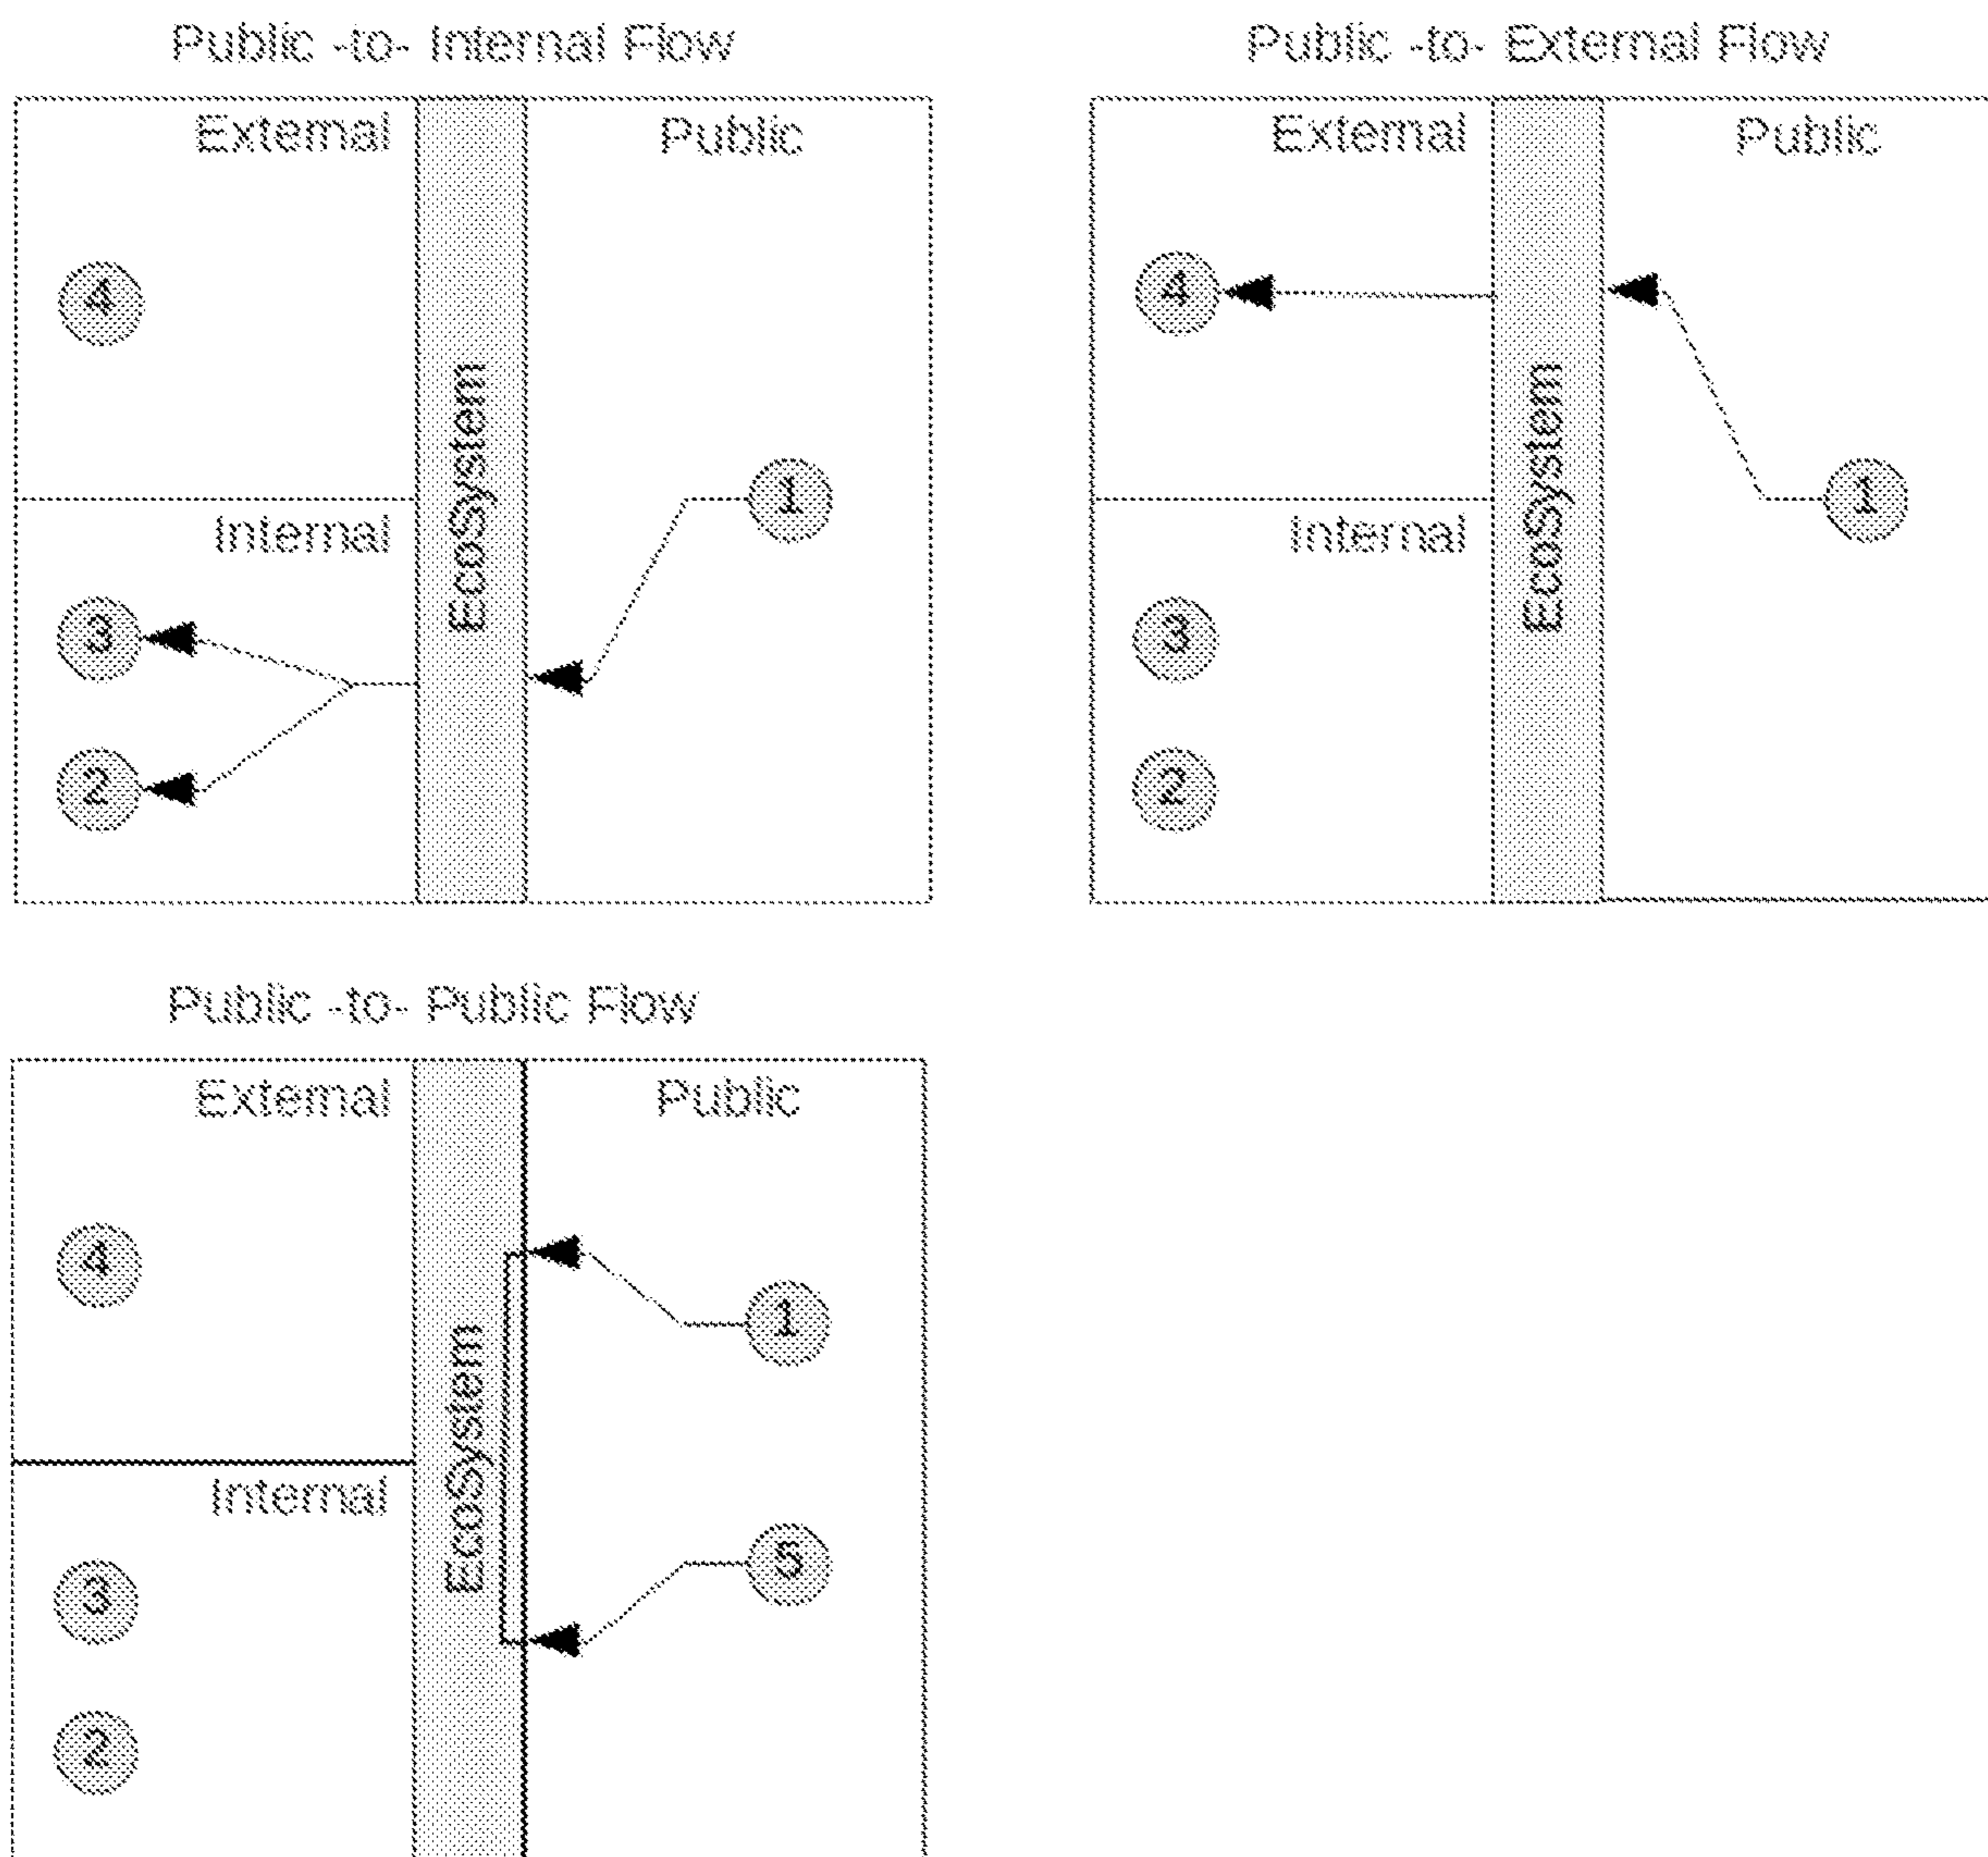 Public -to- Internal Flow
External
Public
4
EcoSystem
1
Internal
3
2
Public -to- External Flow
External
Public
4
EcoSystem
1
Internal
3
2
Public -to- Public Flow
External
Public
4
1
EcoSystem
Internal
5
3
2